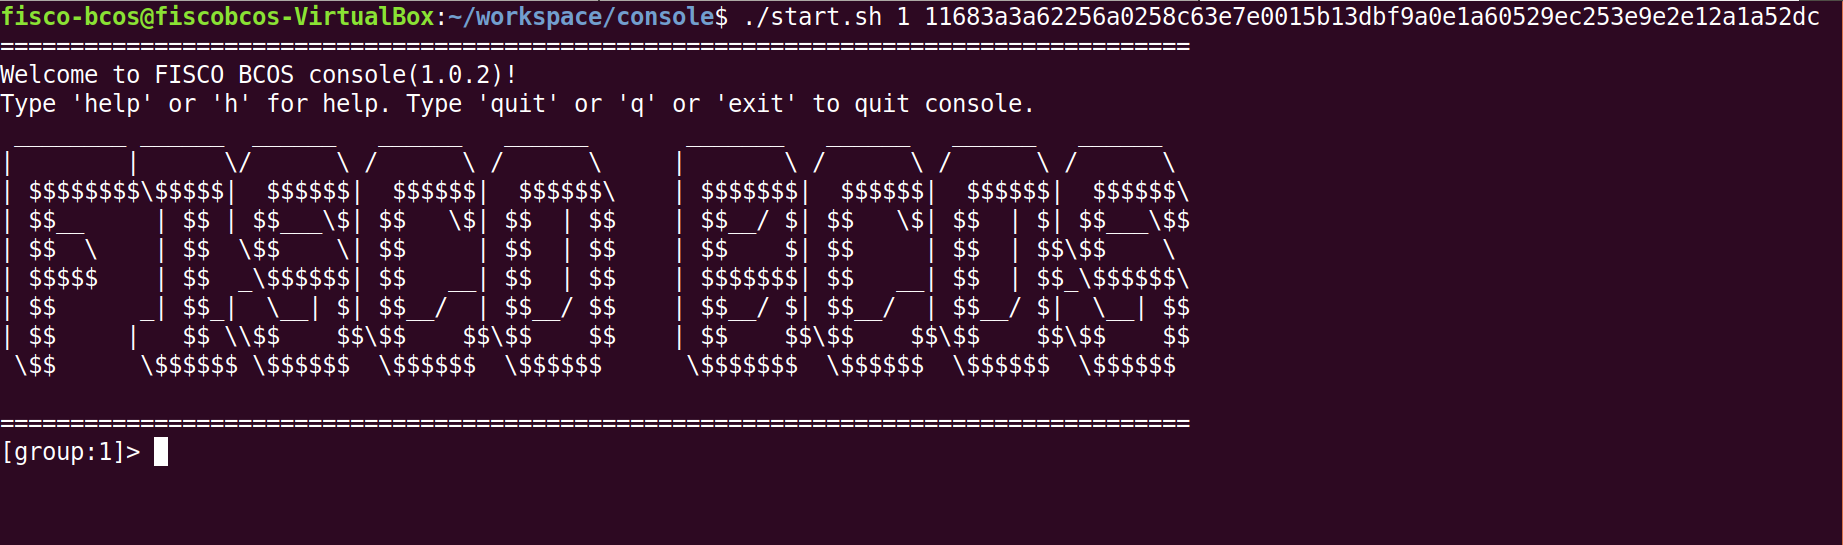 fisco-bcos@fiscobcos-VirtualBox:~/workspace/console$ ./start.sh 1 11683a3a62256a0258c63e7e0015b13dbf9a0e1a60529ec253e9e2e12a1a52dc
=====================================================================================
Welcome to FISCO BCOS console(1.0.2)!
Type 'help' or 'h' for help. Type 'quit' or 'q' or 'exit' to quit console.
 ________ ______  ______   ______   ______       _______   ______   ______   ______
|        |      \/      \ /      \ /      \     |       \ /      \ /      \ /      \
| $$$$$$$$\$$$$$|  $$$$$$|  $$$$$$|  $$$$$$\    | $$$$$$$|  $$$$$$|  $$$$$$|  $$$$$$\
| $$__     | $$ | $$___\$| $$   \$| $$  | $$    | $$__/ $| $$   \$| $$  | $| $$___\$$
| $$  \    | $$  \$$    \| $$     | $$  | $$    | $$    $| $$     | $$  | $$\$$    \
| $$$$$    | $$  _\$$$$$$| $$   __| $$  | $$    | $$$$$$$| $$   __| $$  | $$_\$$$$$$\
| $$      _| $$_|  \__| $| $$__/  | $$__/ $$    | $$__/ $| $$__/  | $$__/ $|  \__| $$
| $$     |   $$ \\$$    $$\$$    $$\$$    $$    | $$    $$\$$    $$\$$    $$\$$    $$
 \$$      \$$$$$$ \$$$$$$  \$$$$$$  \$$$$$$      \$$$$$$$  \$$$$$$  \$$$$$$  \$$$$$$
=====================================================================================
[group:1]>